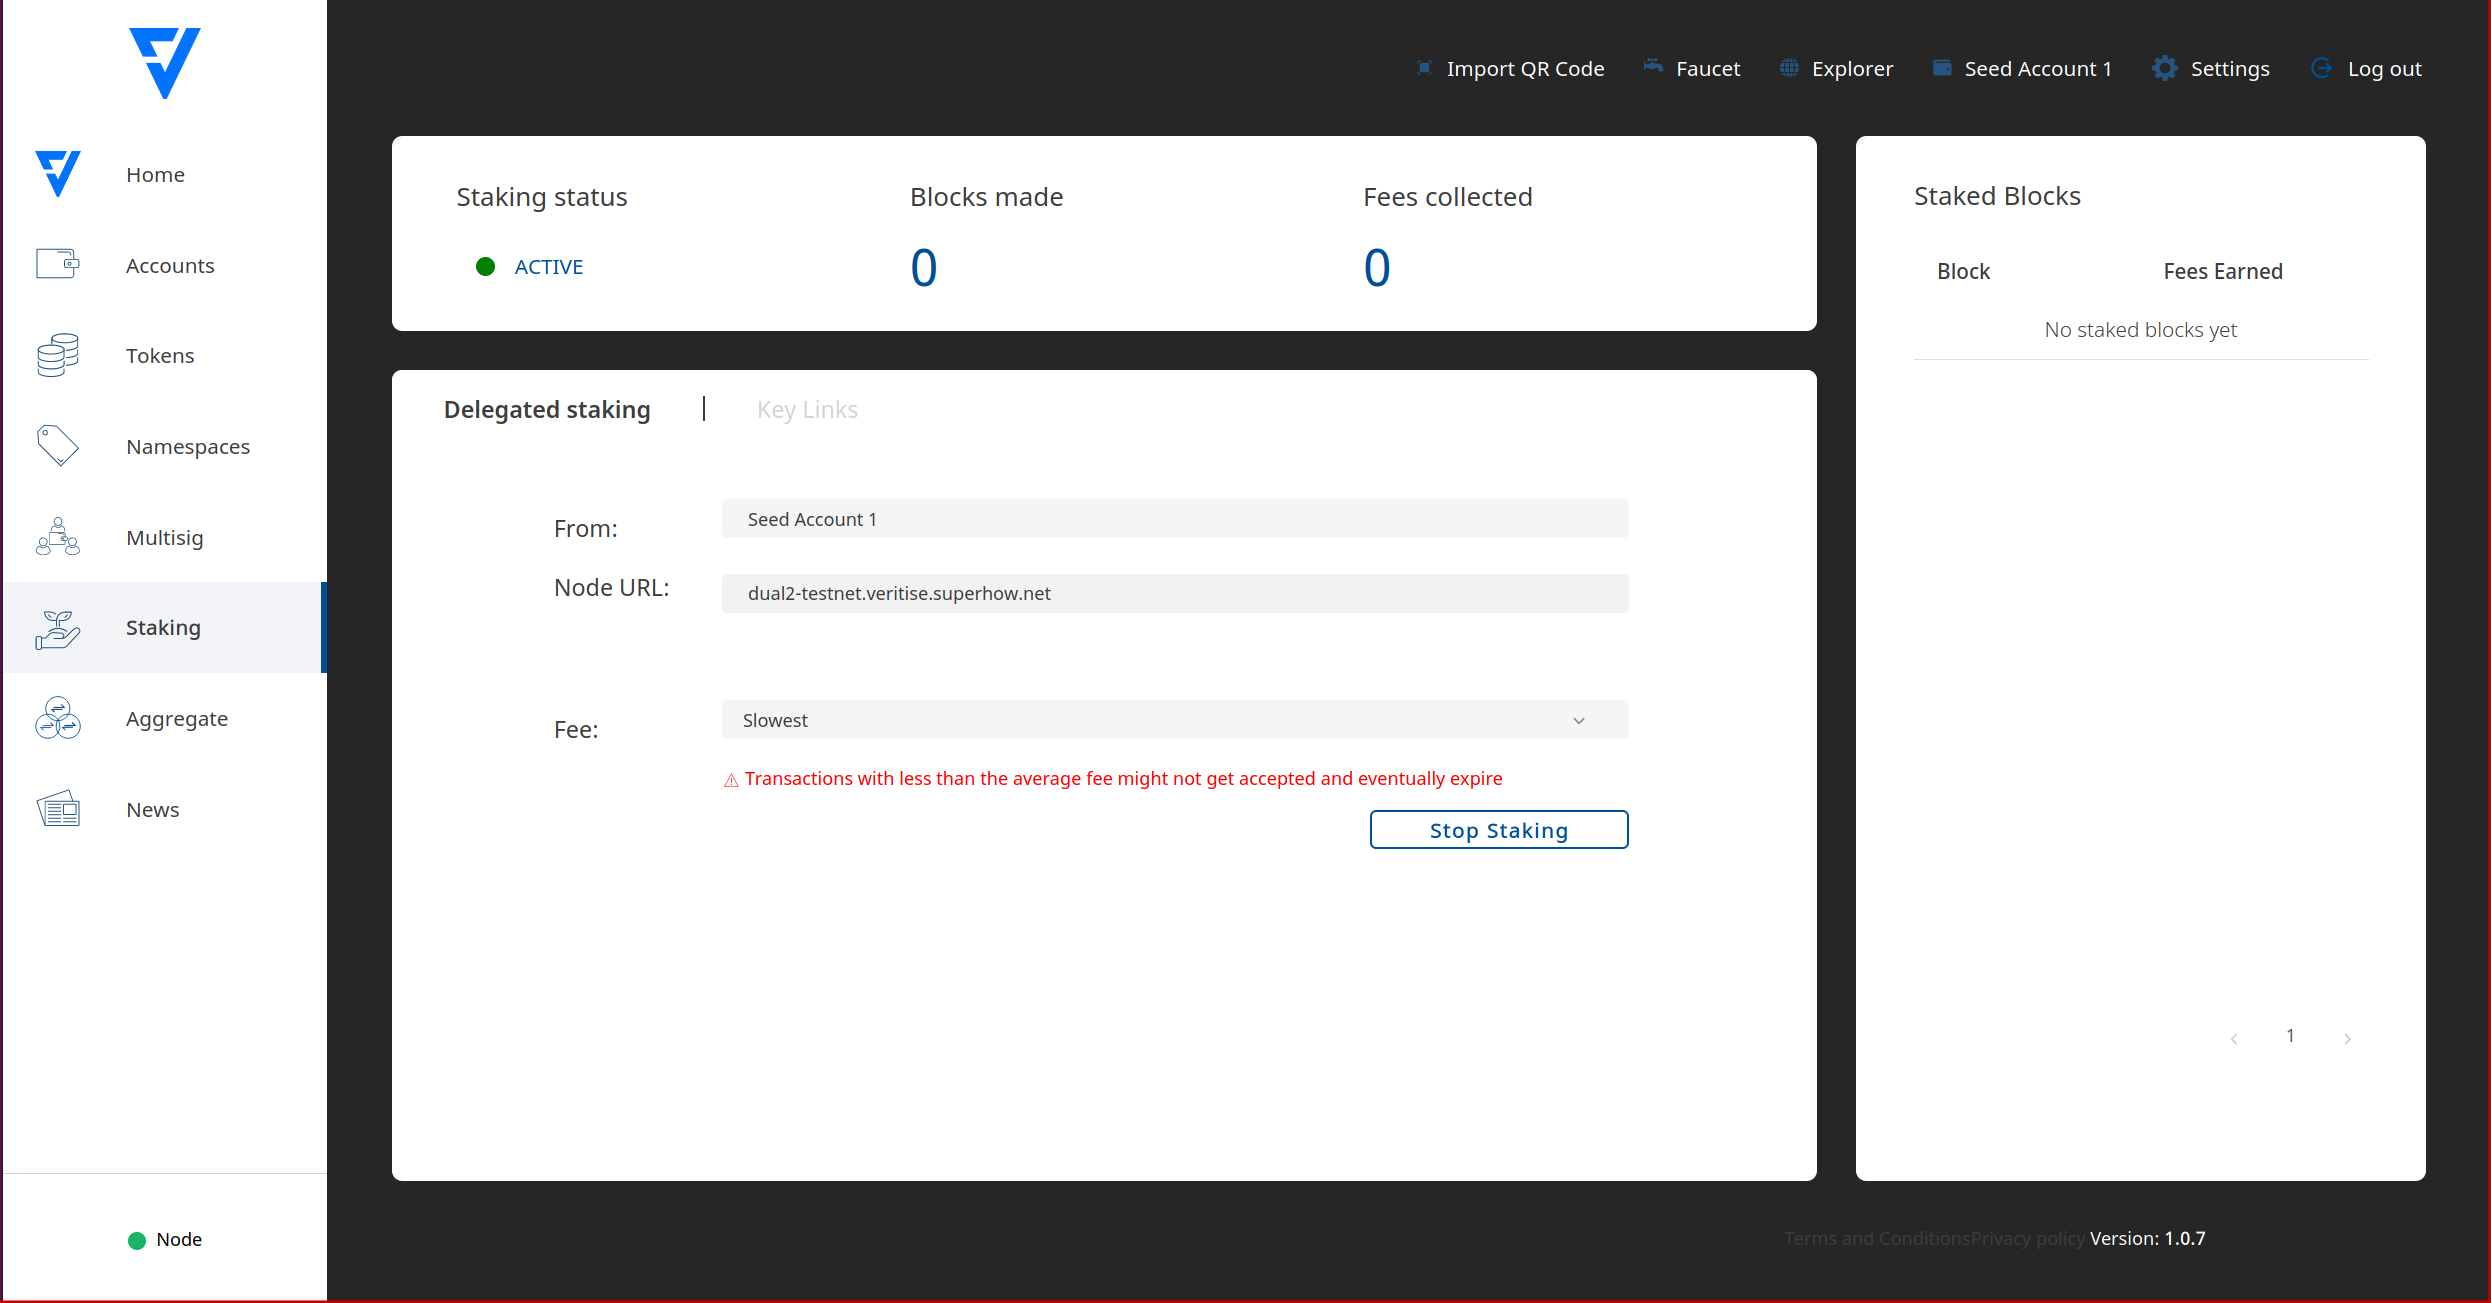 Import QR Code
Faucet
Explorer
Seed Account 1
Settings
Log out
Home
Accounts
Tokens
Namespaces
Multisig
Staking
Aggregate
News
Node
Staking status
ACTIVE
Blocks made
0
Fees collected
0
Delegated staking
Key Links
From:
Seed Account 1
Node URL:
dual2-testnet.veritise.superhow.net
Fee:
Slowest
⚠ Transactions with less than the average fee might not get accepted and eventually expire
Stop Staking
Staked Blocks
Block Fees Earned
No staked blocks yet
1
Terms and ConditionsPrivacy policy Version: 1.0.7